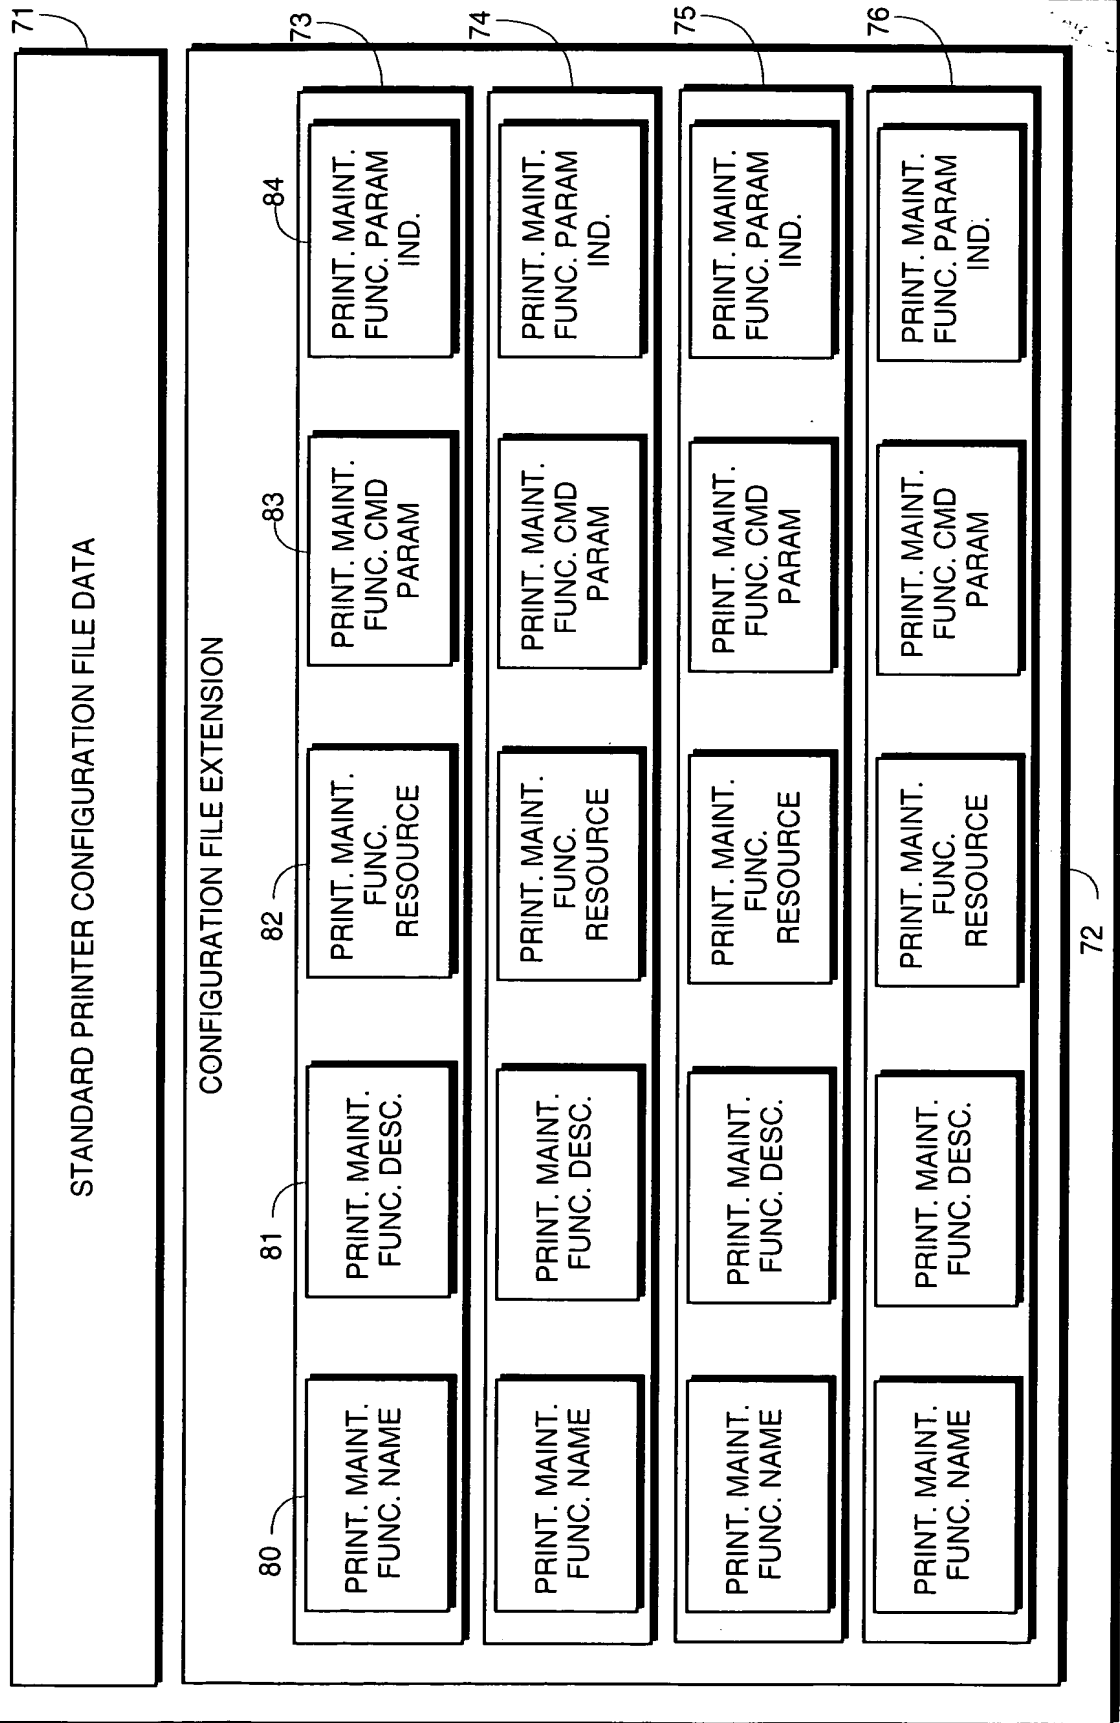 71
STANDARD PRINTER CONFIGURATION FILE DATA
CONFIGURATION FILE EXTENSION
80
81
82
83
84
73
PRINT. MAINT.
FUNC. NAME
PRINT. MAINT.
FUNC. DESC.
PRINT. MAINT.
FUNC.
RESOURCE
PRINT. MAINT.
FUNC. CMD
PARAM
PRINT. MAINT.
FUNC. PARAM
IND.
74
PRINT. MAINT.
FUNC. NAME
PRINT. MAINT.
FUNC. DESC.
PRINT. MAINT.
FUNC.
RESOURCE
PRINT. MAINT.
FUNC. CMD
PARAM
PRINT. MAINT.
FUNC. PARAM
IND.
75
PRINT. MAINT.
FUNC. NAME
PRINT. MAINT.
FUNC. DESC.
PRINT. MAINT.
FUNC.
RESOURCE
PRINT. MAINT.
FUNC. CMD
PARAM
PRINT. MAINT.
FUNC. PARAM
IND.
76
PRINT. MAINT.
FUNC. NAME
PRINT. MAINT.
FUNC. DESC.
PRINT. MAINT.
FUNC.
RESOURCE
PRINT. MAINT.
FUNC. CMD
PARAM
PRINT. MAINT.
FUNC. PARAM
IND.
72